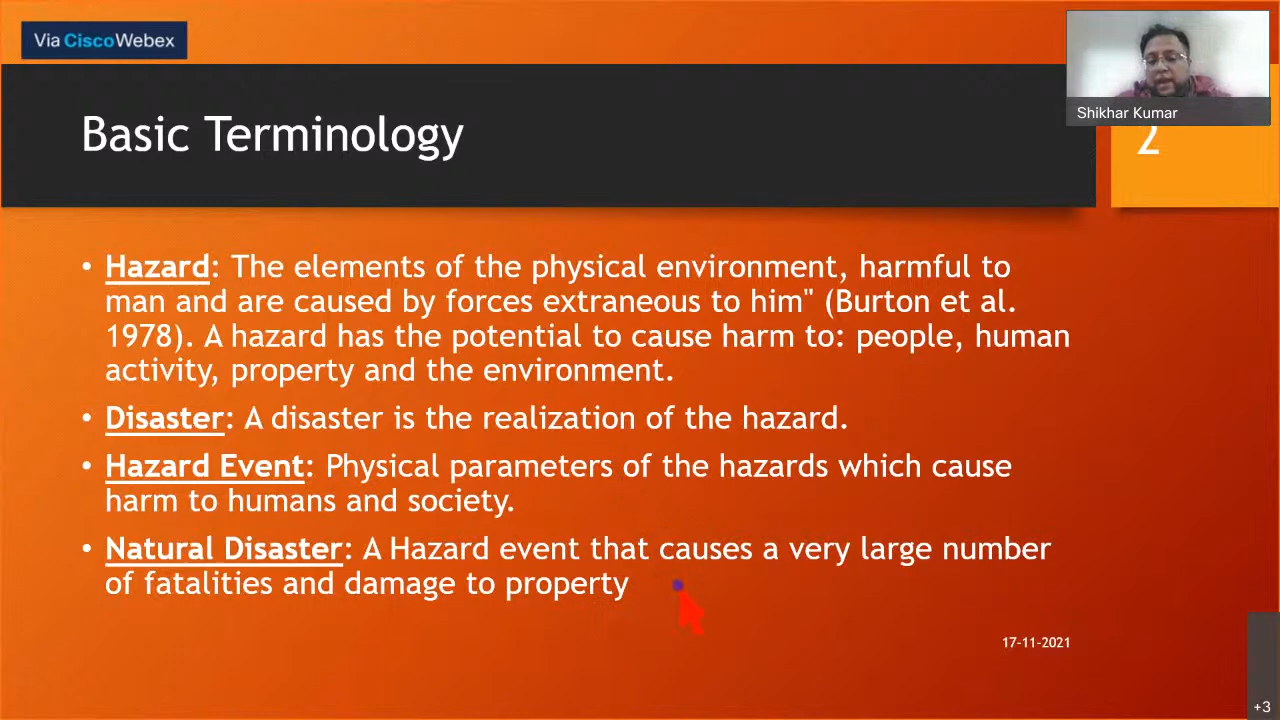 Via CiscoWebex
Shikhar Kumar
2
Basic Terminology
• Hazard: The elements of the physical environment, harmful to
man and are caused by forces extraneous to him" (Burton et al.
1978). A hazard has the potential to cause harm to: people, human
activity, property and the environment.
• Disaster: A disaster is the realization of the hazard.
• Hazard Event: Physical parameters of the hazards which cause
harm to humans and society.
• Natural Disaster: A Hazard event that causes a very large number
of fatalities and damage to property
17-11-2021
+3